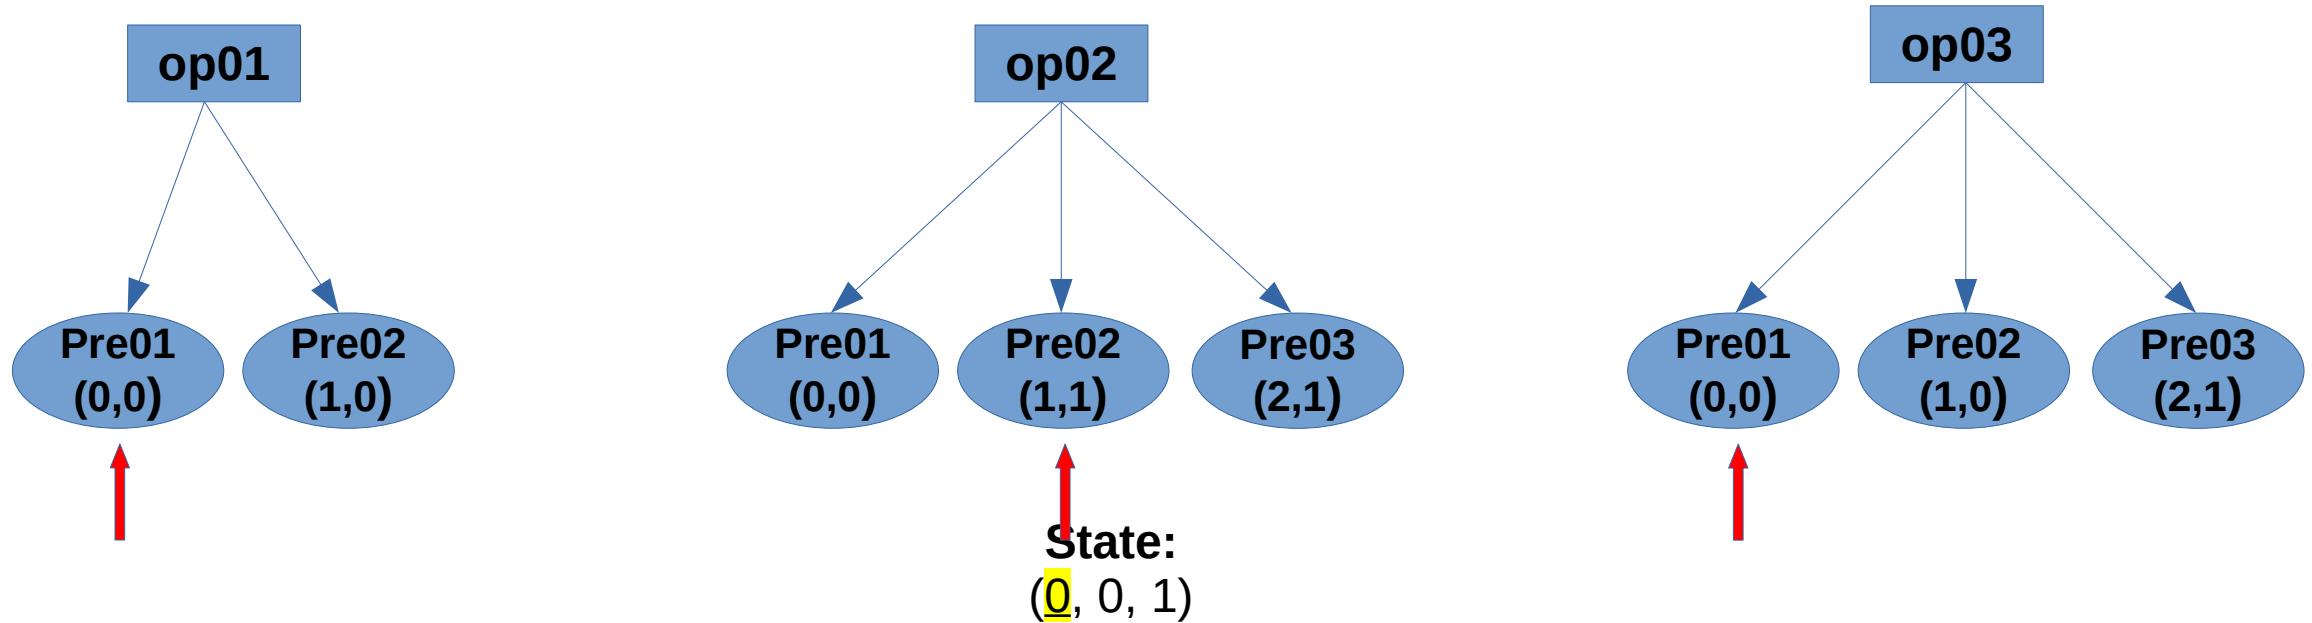 op01
op02
op03
Pre01
(0,0)
Pre02
(1,0)
Pre01
(0,0)
Pre02
(1,1)
Pre03
(2,1)
Pre01
(0,0)
Pre02
(1,0)
Pre03
(2,1)
State:
(0, 0, 1)